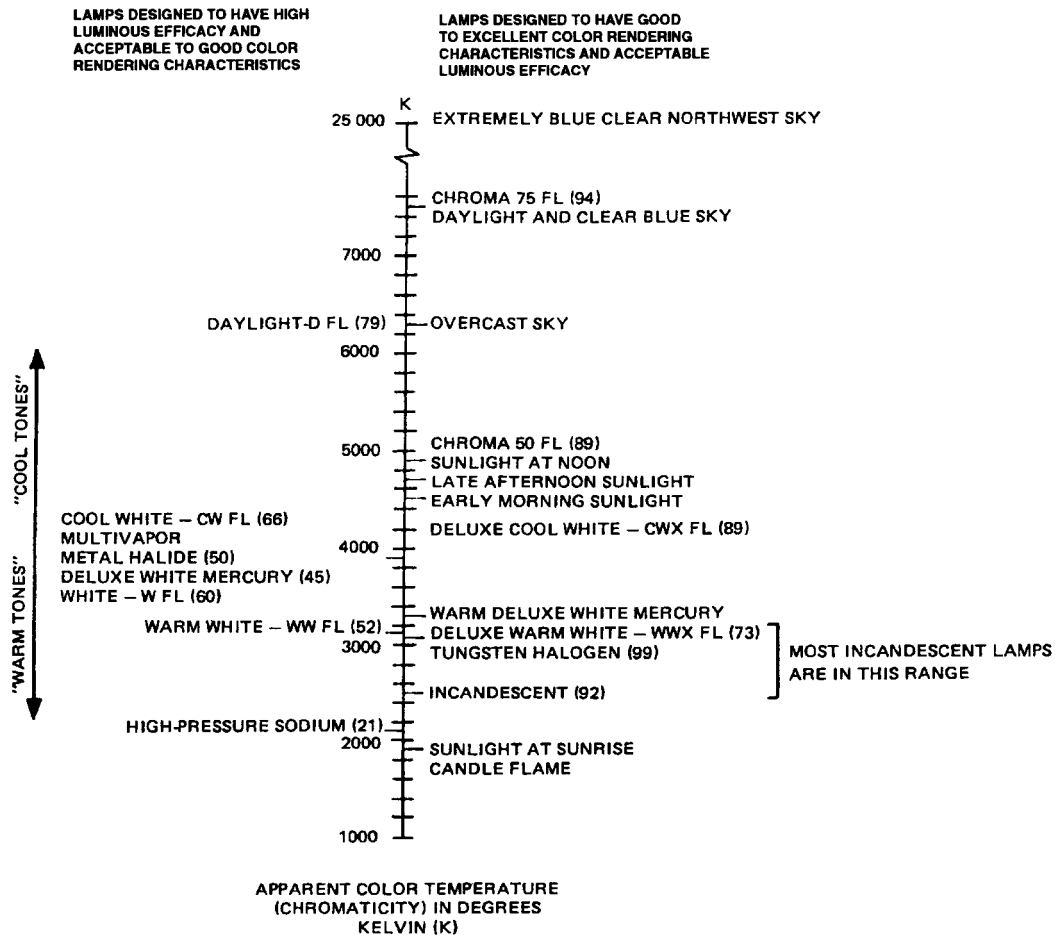 LAMPS DESIGNED TO HAVE HIGH
LUMINOUS EFFICACY AND
ACCEPTABLE TO GOOD COLOR
RENDERING CHARACTERISTICS
LAMPS DESIGNED TO HAVE GOOD
TO EXCELLENT COLOR RENDERING
CHARACTERISTICS AND ACCEPTABLE
LUMINOUS EFFICACY
K
25 000 EXTREMELY BLUE CLEAR NORTHWEST SKY
CHROMA 75 FL (94)
DAYLIGHT AND CLEAR BLUE SKY
7000
DAYLIGHT-D FL (79) OVERCAST SKY
6000
"COOL TONES"
CHROMA 50 FL (89)
5000
SUNLIGHT AT NOON
LATE AFTERNOON SUNLIGHT
EARLY MORNING SUNLIGHT
COOL WHITE – CW FL (66)
DELUXE COOL WHITE – CWX FL (89)
MULTIVAPOR
4000
METAL HALIDE (50)
DELUXE WHITE MERCURY (45)
WHITE – W FL (60)
"WARM TONES"
WARM DELUXE WHITE MERCURY
WARM WHITE – WW FL (52) DELUXE WARM WHITE – WWX FL (73)
3000 TUNGSTEN HALOGEN (99)
MOST INCANDESCENT LAMPS
ARE IN THIS RANGE
INCANDESCENT (92)
HIGH-PRESSURE SODIUM (21)
2000 SUNLIGHT AT SUNRISE
CANDLE FLAME
1000
APPARENT COLOR TEMPERATURE
(CHROMATICITY) IN DEGREES
KELVIN (K)